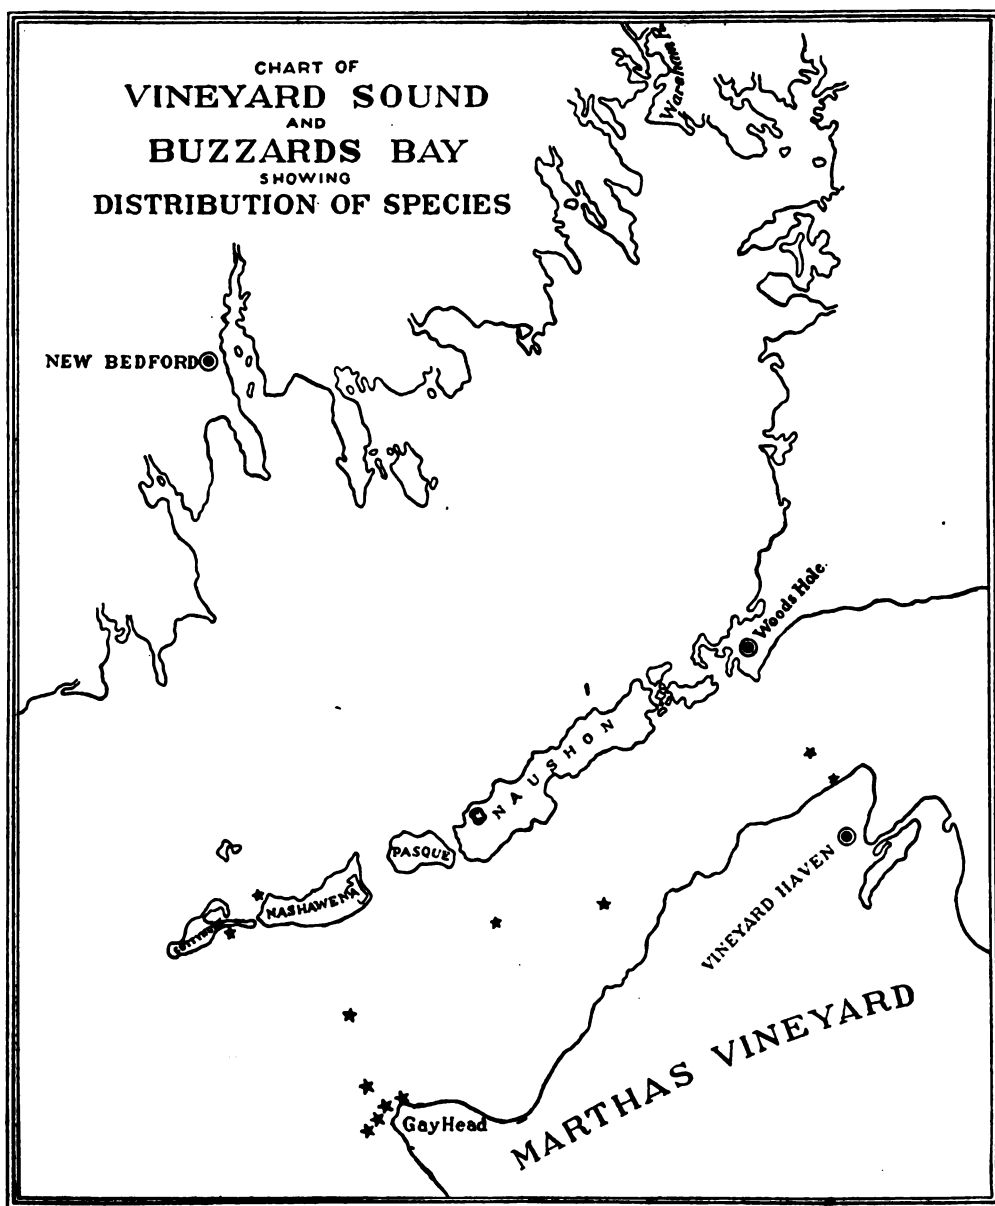 CHART OF
VINEYARD SOUND
AND
BUZZARDS BAY
SHOWING
DISTRIBUTION OF SPECIES
Wareham R.
NEW BEDFORD
Woods Hole.
NAUSHON
PASQUE
NASHAWENA
VINEYARD HAVEN
MARTHAS VINEYARD
Gay Head